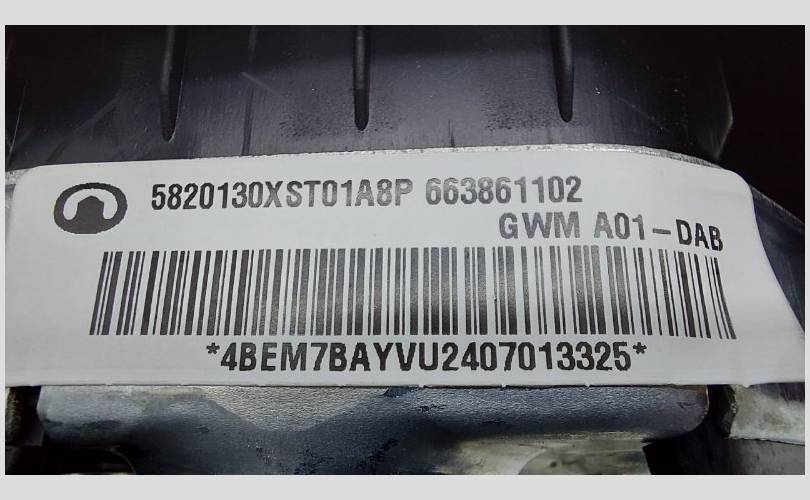 5820130XST01A8P 663861102
GWM A01-DAB
*4BEM7BAYVU2407013325*